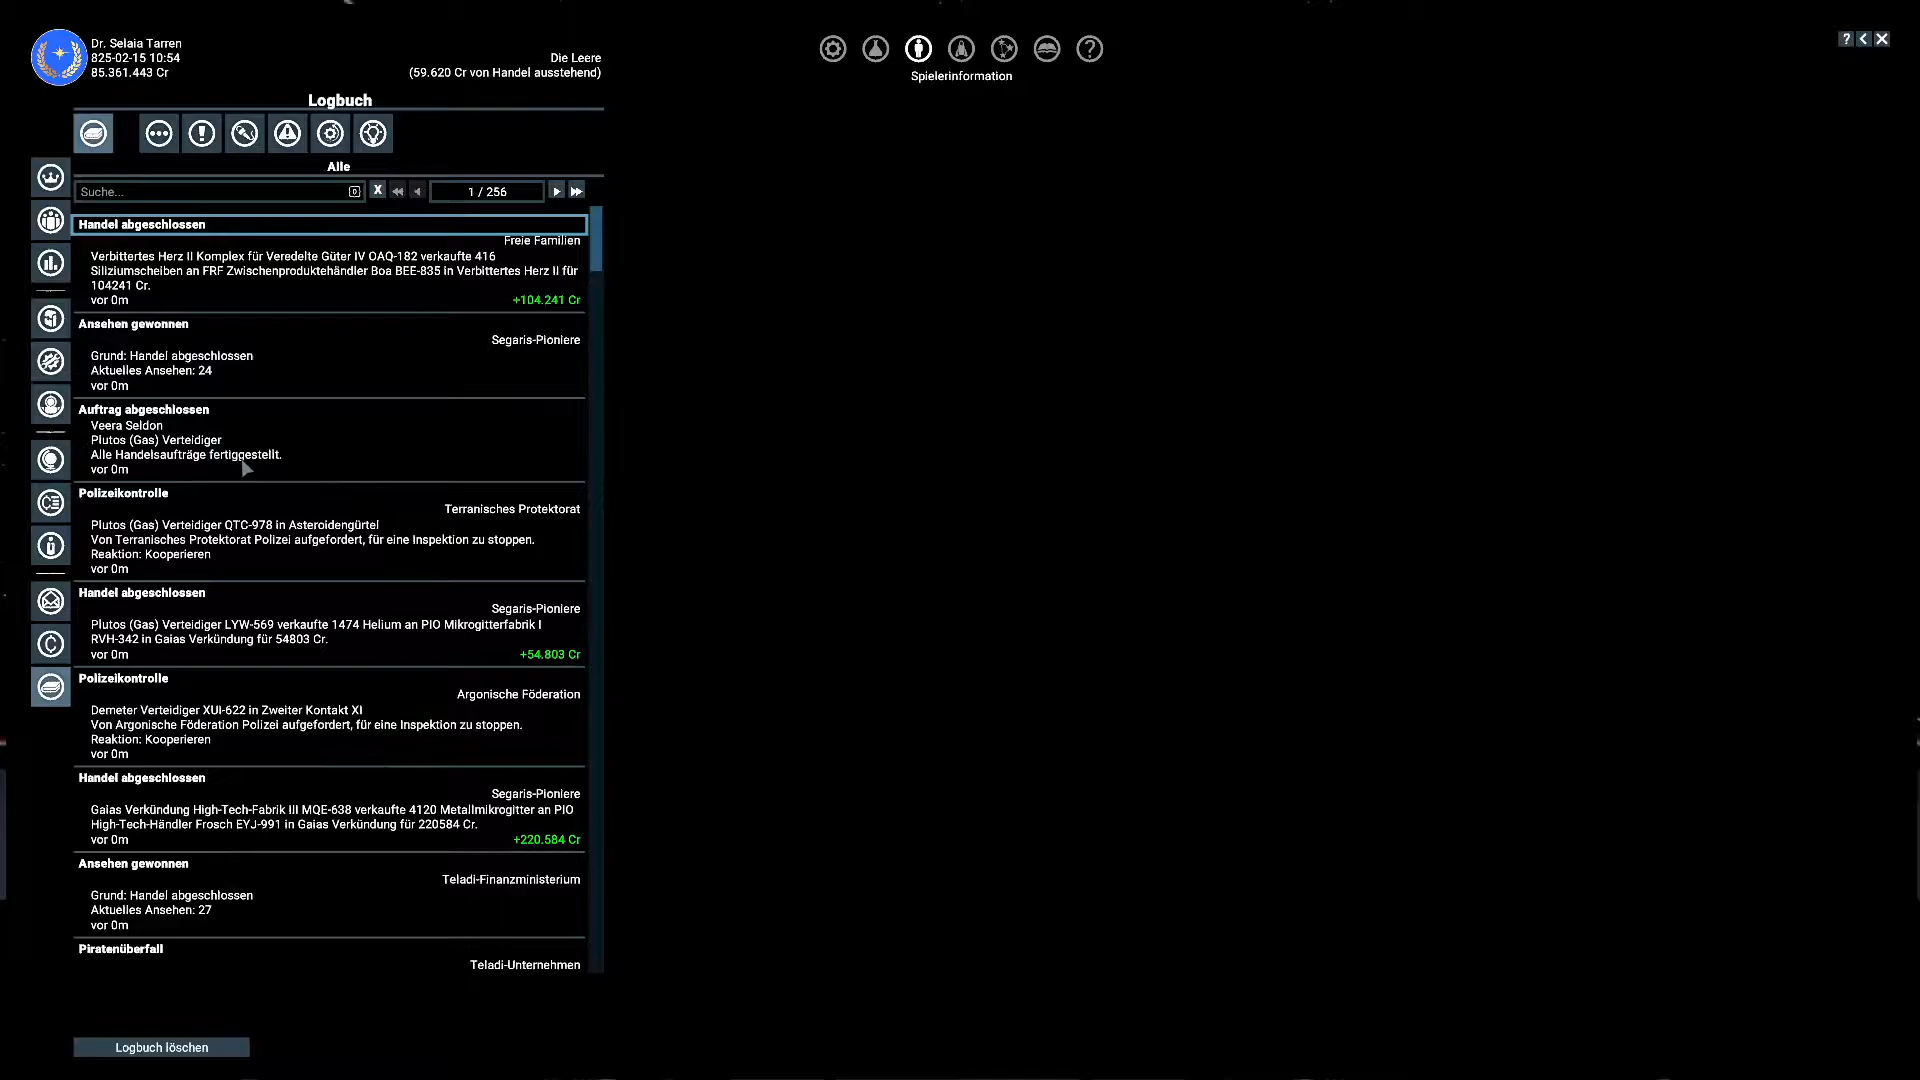 Dr. Selaia Tarren
825-02-15 10:54
85.361.443 Cr
Die Leere
(59.620 Cr von Handel ausstehend)
Spielerinformation
?
Logbuch
Alle
Suche...
X
1 / 256
Handel abgeschlossen
Freie Familien
Verbittertes Herz II Komplex für Veredelte Güter IV OAQ-182 verkaufte 416
Siliziumscheiben an FRF Zwischenproduktehändler Boa BEE-835 in Verbittertes Herz II für
104241 Cr.
vor 0m
+104.241 Cr
Ansehen gewonnen
Segaris-Pioniere
Grund: Handel abgeschlossen
Aktuelles Ansehen: 24
vor 0m
Auftrag abgeschlossen
Veera Seldon
Plutos (Gas) Verteidiger
Alle Handelsaufträge fertiggestellt.
vor 0m
Polizeikontrolle
Terranisches Protektorat
Plutos (Gas) Verteidiger QTC-978 in Asteroidengürtel
Von Terranisches Protektorat Polizei aufgefordert, für eine Inspektion zu stoppen.
Reaktion: Kooperieren
vor 0m
Handel abgeschlossen
Segaris-Pioniere
Plutos (Gas) Verteidiger LYW-569 verkaufte 1474 Helium an PIO Mikrogitterfabrik I
RVH-342 in Gaias Verkündung für 54803 Cr.
vor 0m
+54.803 Cr
Polizeikontrolle
Argonische Föderation
Demeter Verteidiger XUI-622 in Zweiter Kontakt XI
Von Argonische Föderation Polizei aufgefordert, für eine Inspektion zu stoppen.
Reaktion: Kooperieren
vor 0m
Handel abgeschlossen
Segaris-Pioniere
Gaias Verkündung High-Tech-Fabrik III MQE-638 verkaufte 4120 Metallmikrogitter an PIO
High-Tech-Händler Frosch EYJ-991 in Gaias Verkündung für 220584 Cr.
vor 0m
+220.584 Cr
Ansehen gewonnen
Teladi-Finanzministerium
Grund: Handel abgeschlossen
Aktuelles Ansehen: 27
vor 0m
Piratenüberfall
Teladi-Unternehmen
Logbuch löschen